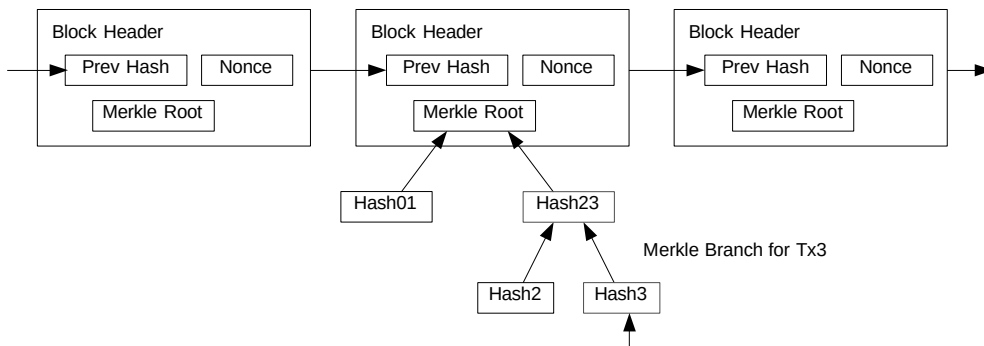 Block Header
Block Header
Block Header
Prev Hash
Nonce
Prev Hash
Nonce
Prev Hash
Nonce
Merkle Root
Merkle Root
Merkle Root
Hash01
Hash23
Merkle Branch for Tx3
Hash2
Hash3